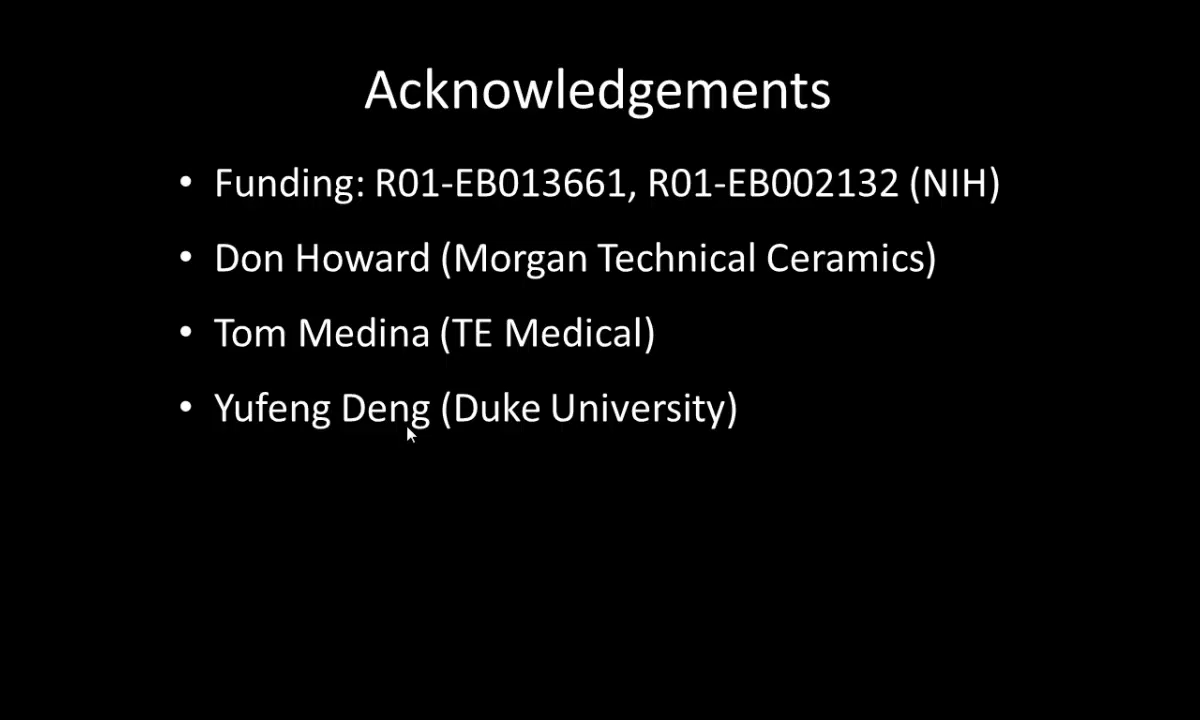 Acknowledgements
• Funding: R01-EB013661, R01-EB002132 (NIH)
• Don Howard (Morgan Technical Ceramics)
• Tom Medina (TE Medical)
• Yufeng Deng (Duke University)